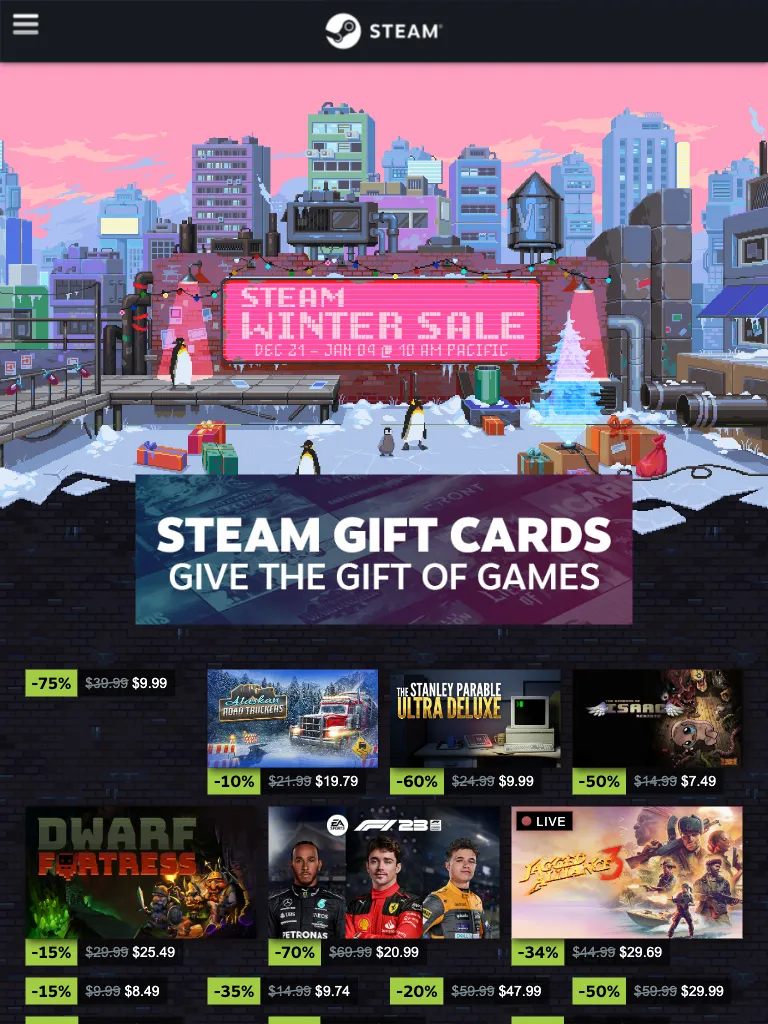 STEAM
STEAM
WINTER SALE
DEC 21 - JAN 04 @ 10 AM PACIFIC
STEAM GIFT CARDS
GIVE THE GIFT OF GAMES
-75% $39.99 $9.99
Alaskan
ROAD TRUCKERS
-10% $21.99 $19.79
THE STANLEY PARABLE
ULTRA DELUXE
-60% $24.99 $9.99
ISAAC
-50% $14.99 $7.49
DWARF
FORTRESS
-15% $29.99 $25.49
EA
SPORTS
F1 23
PETRONAS
-70% $69.99 $20.99
LIVE
JAGGED
ALLIANCE 3
-34% $44.99 $29.69
-15% $9.99 $8.49
-35% $14.99 $9.74
-20% $59.99 $47.99
-50% $59.99 $29.99